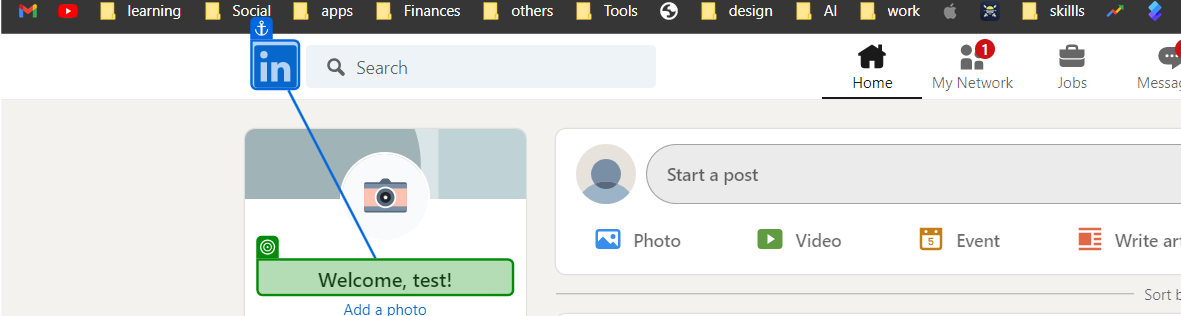 learning Social apps Finances others Tools design AI work skillls
in Search
1
Home My Network Jobs Messa
Start a post
Photo Video 5 Event Write ar
Welcome, test!
Add a photo
Sort b